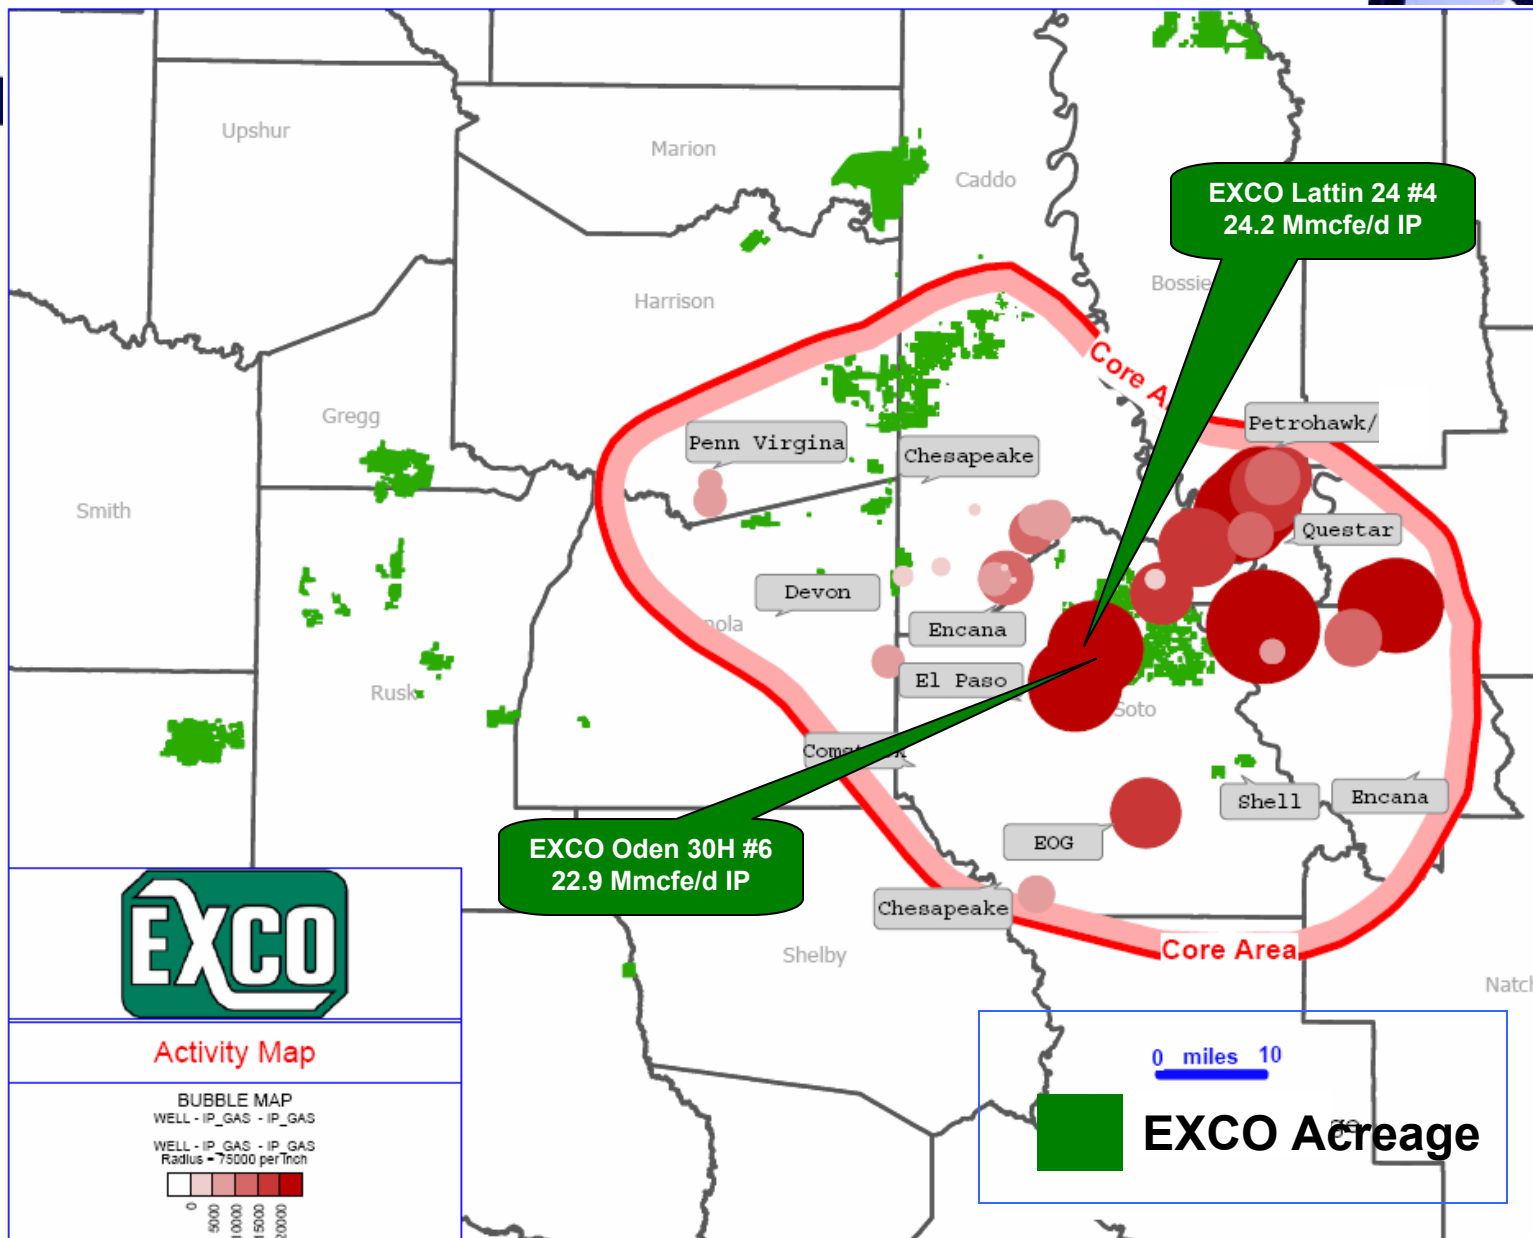 Upshur
Marion
Caddo
EXCO Lattin 24 #4
24.2 Mmcfe/d IP
Bossie
Harrison
Core A
Gregg
Petrohawk/
Penn Virgina
Chesapeake
Smith
Questar
Devon
nola
Encana
El Paso
Rusk
Soto
Shell
Encana
EOG
EXCO Oden 30H #6
22.9 Mmcfe/d IP
Chesapeake
Core Area
Shelby
Natch
EXCO
Activity Map
0 miles 10
BUBBLE MAP
WELL - IP_GAS - IP_GAS
WELL - IP_GAS - IP_GAS
Radius = 75000 per Inch
EXCO Acreage
0
5000
10000
15000
20000